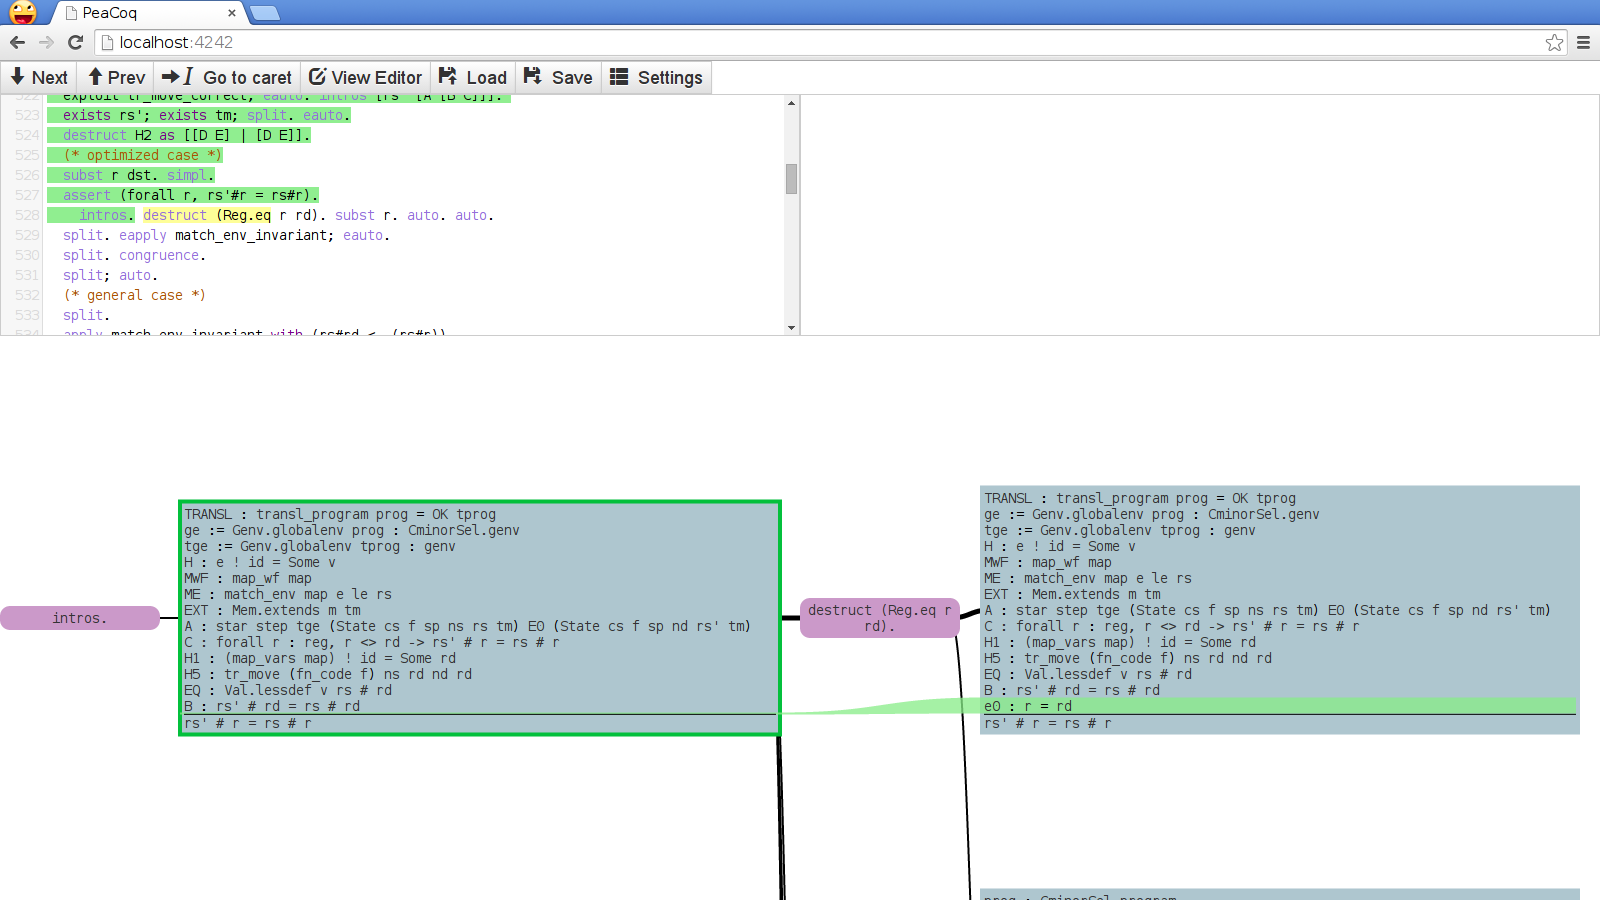 PeaCoq ×
localhost:4242
Next Prev Go to caret View Editor Load Save Settings
522 exploit tr_move_correct; eauto. intros [rs' [A [B C]]].
523 exists rs'; exists tm; split. eauto.
524 destruct H2 as [[D E] | [D E]].
525 (* optimized case *)
526 subst r dst. simpl.
527 assert (forall r, rs'#r = rs#r).
528 intros. destruct (Reg.eq r rd). subst r. auto. auto.
529 split. eapply match_env_invariant; eauto.
530 split. congruence.
531 split; auto.
532 (* general case *)
533 split.
534 apply match_env_invariant with (rs#rd <- (rs#r))
intros.
TRANSL : transl_program prog = OK tprog
ge := Genv.globalenv prog : CminorSel.genv
tge := Genv.globalenv tprog : genv
H : e ! id = Some v
MWF : map_wf map
ME : match_env map e le rs
EXT : Mem.extends m tm
A : star step tge (State cs f sp ns rs tm) E0 (State cs f sp nd rs' tm)
C : forall r : reg, r <> rd -> rs' # r = rs # r
H1 : (map_vars map) ! id = Some rd
H5 : tr_move (fn_code f) ns rd nd rd
EQ : Val.lessdef v rs # rd
B : rs' # rd = rs # rd
rs' # r = rs # r
destruct (Reg.eq r
rd).
TRANSL : transl_program prog = OK tprog
ge := Genv.globalenv prog : CminorSel.genv
tge := Genv.globalenv tprog : genv
H : e ! id = Some v
MWF : map_wf map
ME : match_env map e le rs
EXT : Mem.extends m tm
A : star step tge (State cs f sp ns rs tm) E0 (State cs f sp nd rs' tm)
C : forall r : reg, r <> rd -> rs' # r = rs # r
H1 : (map_vars map) ! id = Some rd
H5 : tr_move (fn_code f) ns rd nd rd
EQ : Val.lessdef v rs # rd
B : rs' # rd = rs # rd
e0 : r = rd
rs' # r = rs # r
prog : CminorSel.program